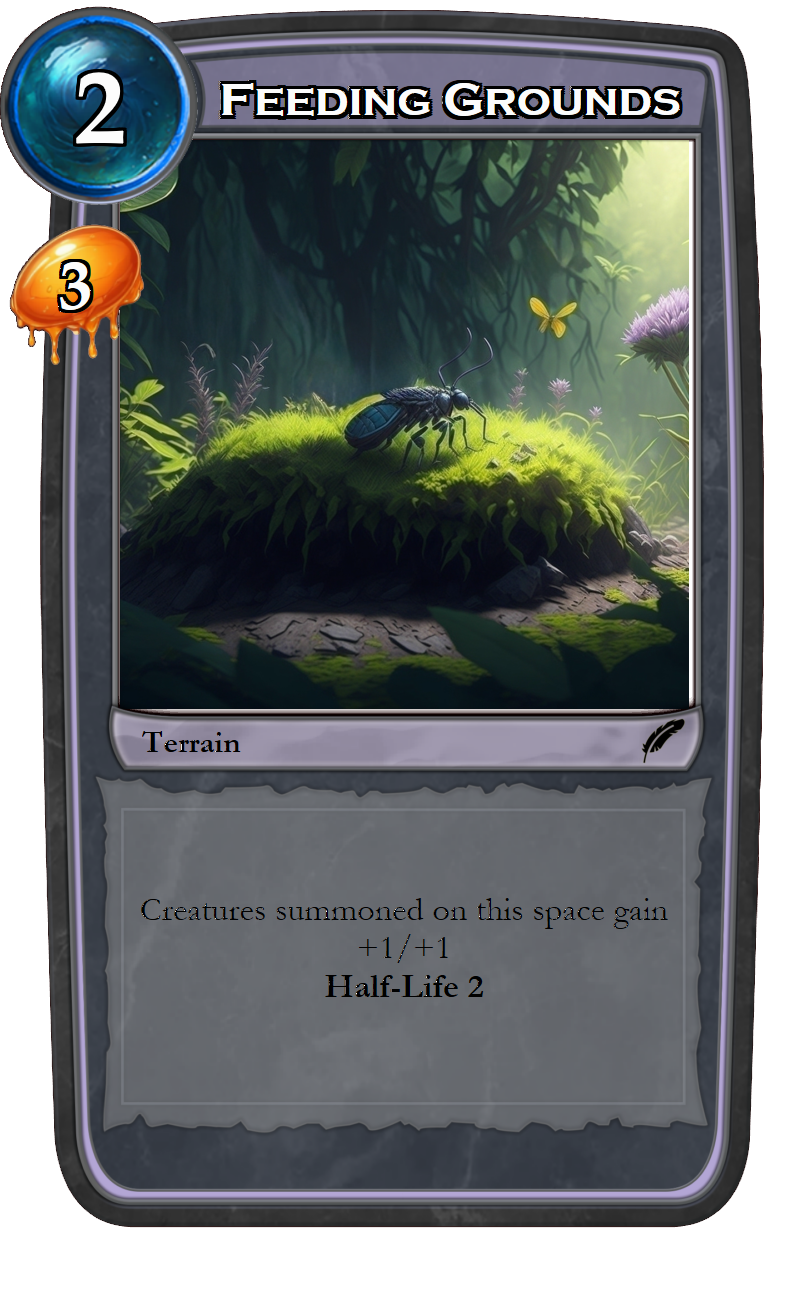 2
FEEDING GROUNDS
3
Terrain
Creatures summoned on this space gain
+1/+1
Half-Life 2